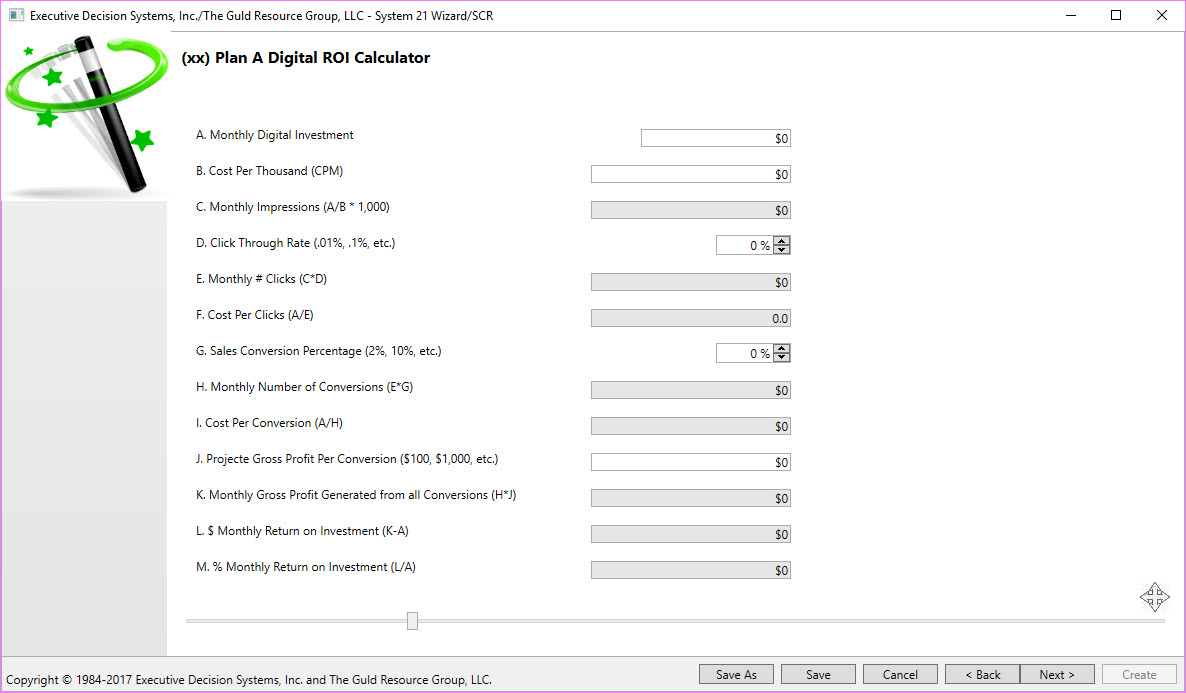 Executive Decision Systems, Inc./The Guld Resource Group, LLC - System 21 Wizard/SCR
(xx) Plan A Digital ROI Calculator
A. Monthly Digital Investment $0
B. Cost Per Thousand (CPM) $0
C. Monthly Impressions (A/B * 1,000) $0
D. Click Through Rate (.01%, .1%, etc.) 0 %
E. Monthly # Clicks (C*D) $0
F. Cost Per Clicks (A/E) 0.0
G. Sales Conversion Percentage (2%, 10%, etc.) 0 %
H. Monthly Number of Conversions (E*G) $0
I. Cost Per Conversion (A/H) $0
J. Projecte Gross Profit Per Conversion ($100, $1,000, etc.) $0
K. Monthly Gross Profit Generated from all Conversions (H*J) $0
L. $ Monthly Return on Investment (K-A) $0
M. % Monthly Return on Investment (L/A) $0
Copyright © 1984-2017 Executive Decision Systems, Inc. and The Guld Resource Group, LLC. Save As Save Cancel < Back Next > Create